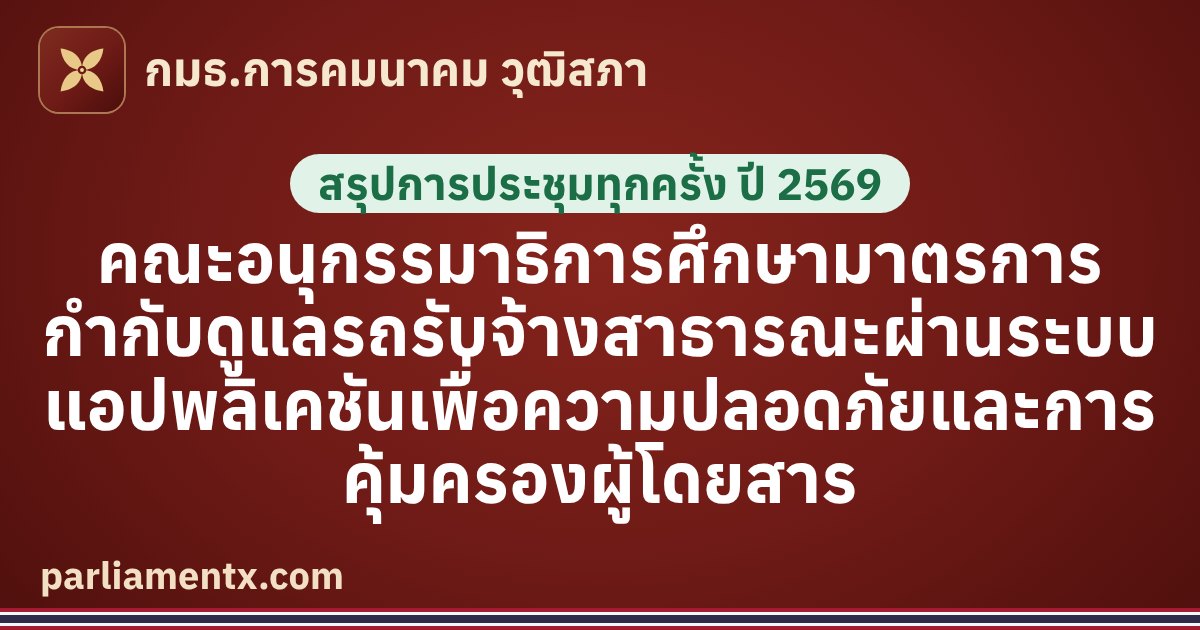 กมธ.การคมนาคม วุฒิสภา
สรุปการประชุมทุกครั้ง ปี 2569
คณะอนุกรรมาธิการศึกษามาตรการ
กำกับดูแลรถรับจ้างสาธารณะผ่านระบบ
แอปพลิเคชันเพื่อความปลอดภัยและการ
คุ้มครองผู้โดยสาร
parliamentx.com